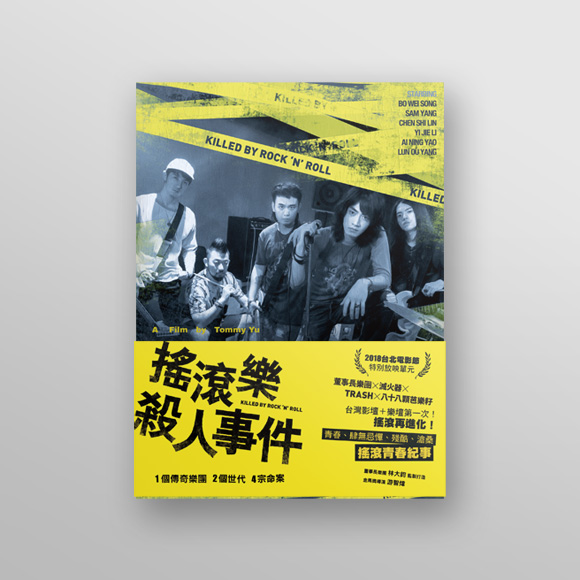 STARRING
BO WEI SONG
SAM YANG
CHEN SHI LIN
YI JIE LI
AI NING YAO
LUN OU YANG
KILLED BY
KILLED BY ROCK 'N' ROLL
KILLED
A Film by Tommy Yu
搖滾樂
KILLED BY ROCK 'N' ROLL
殺人事件
1個傳奇樂團 2個世代 4宗命案
2018台北電影節
特別放映單元
董事長樂團×滅火器×
TRASH×八十八顆芭樂籽
台灣影壇+樂壇第一次!
搖滾再進化!
青春、肆無忌憚、殘酷、滄桑
搖滾青春紀事
董事長樂團 林大鈞 監製打造
金馬獎導演 游智煒